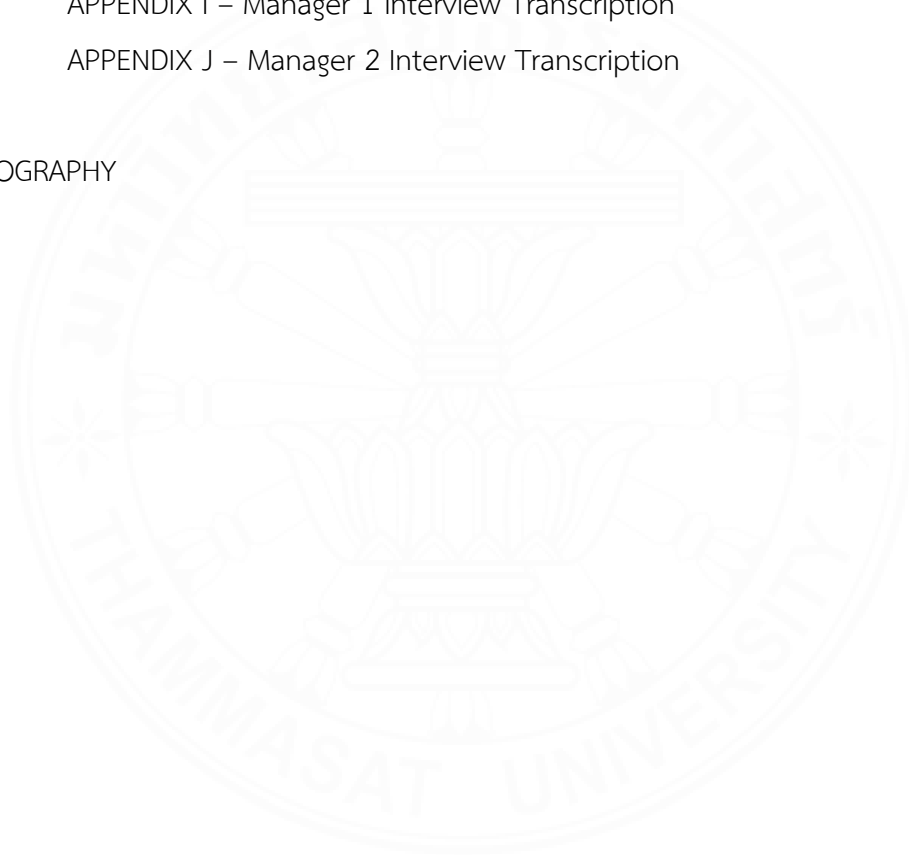 APPENDIX I – Manager 1 Interview Transcription
APPENDIX J – Manager 2 Interview Transcription
OGRAPHY
THAMMASAT UNIVERSITY